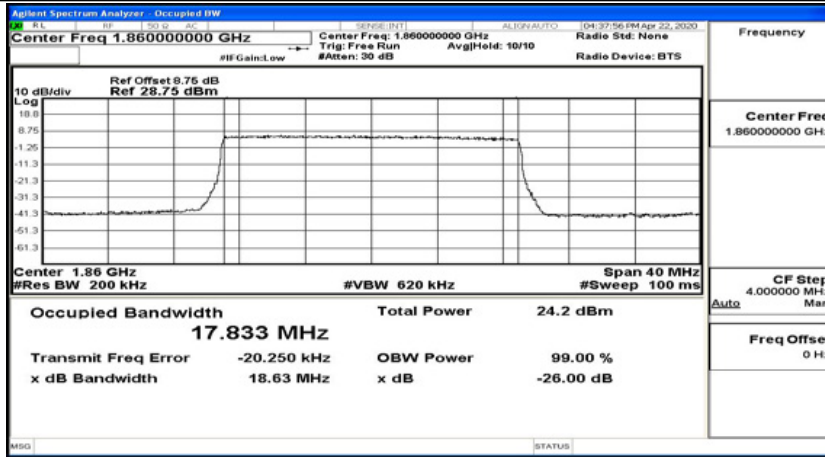 Agilent Spectrum Analyzer - Occupied BW
RL RF 50 Ω AC SENSE:INT ALIGN AUTO 04:37:56 PM Apr 22, 2020
Center Freq 1.860000000 GHz
Center Freq: 1.860000000 GHz
Radio Std: None
Trig: Free Run Avg|Hold: 10/10
#IFGain:Low #Atten: 30 dB Radio Device: BTS
Ref Offset 8.75 dB
10 dB/div Ref 28.75 dBm
Log
18.8
8.75
-1.25
-11.3
-21.3
-31.3
-41.3
-51.3
-61.3
Center 1.86 GHz Span 40 MHz
#Res BW 200 kHz #VBW 620 kHz #Sweep 100 ms
Occupied Bandwidth Total Power 24.2 dBm
17.833 MHz
Transmit Freq Error -20.250 kHz OBW Power 99.00 %
x dB Bandwidth 18.63 MHz x dB -26.00 dB
MSG STATUS
Frequency
Center Freq
1.860000000 GH
CF Step
4.000000 MH
Auto Man
Freq Offse
0 H